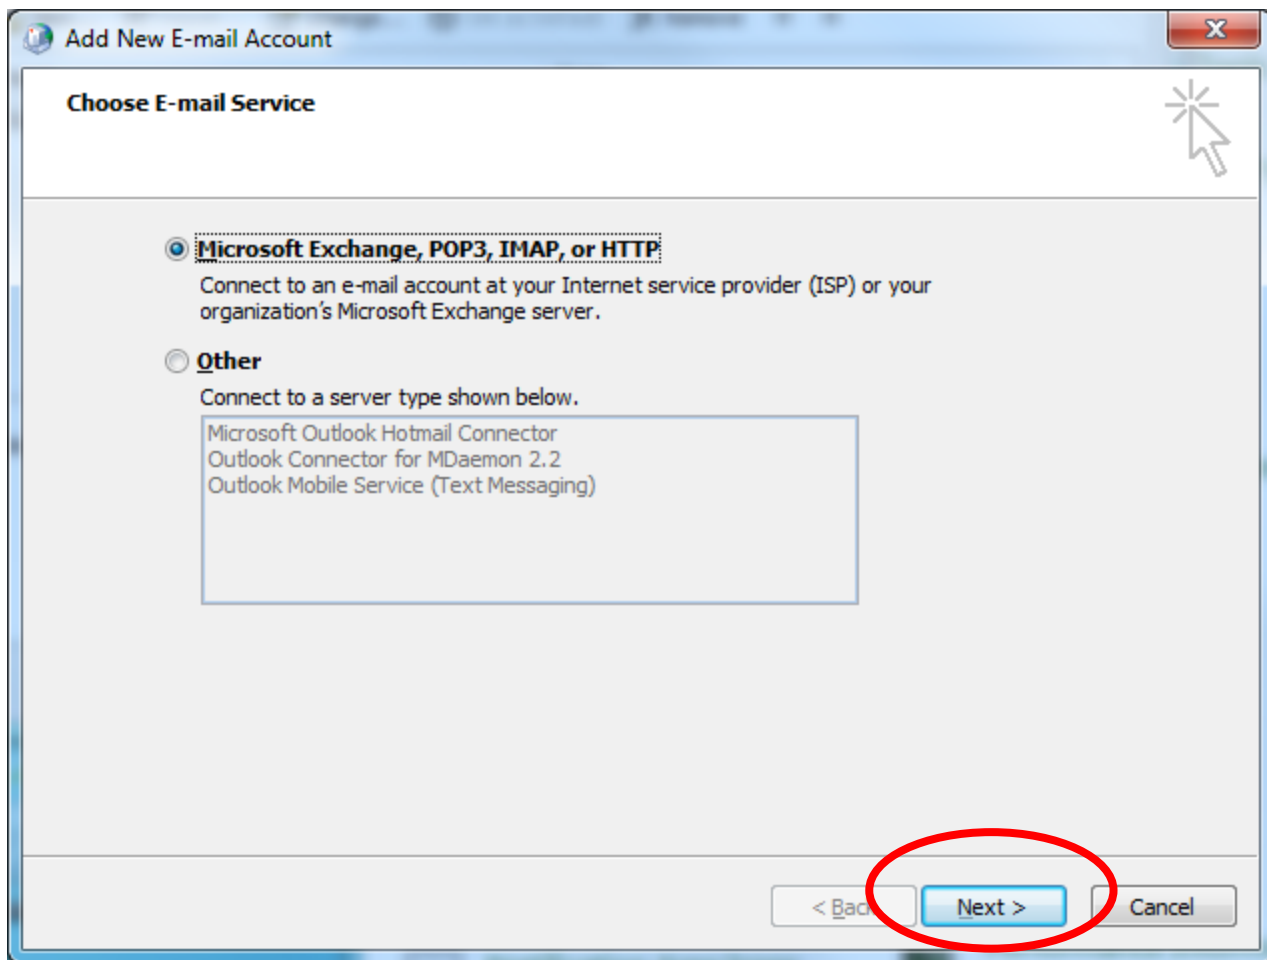 Add New E-mail Account
Choose E-mail Service
Microsoft Exchange, POP3, IMAP, or HTTP
Connect to an e-mail account at your Internet service provider (ISP) or your
organization's Microsoft Exchange server.
Other
Connect to a server type shown below.
Microsoft Outlook Hotmail Connector
Outlook Connector for MDaemon 2.2
Outlook Mobile Service (Text Messaging)
< Back Next > Cancel